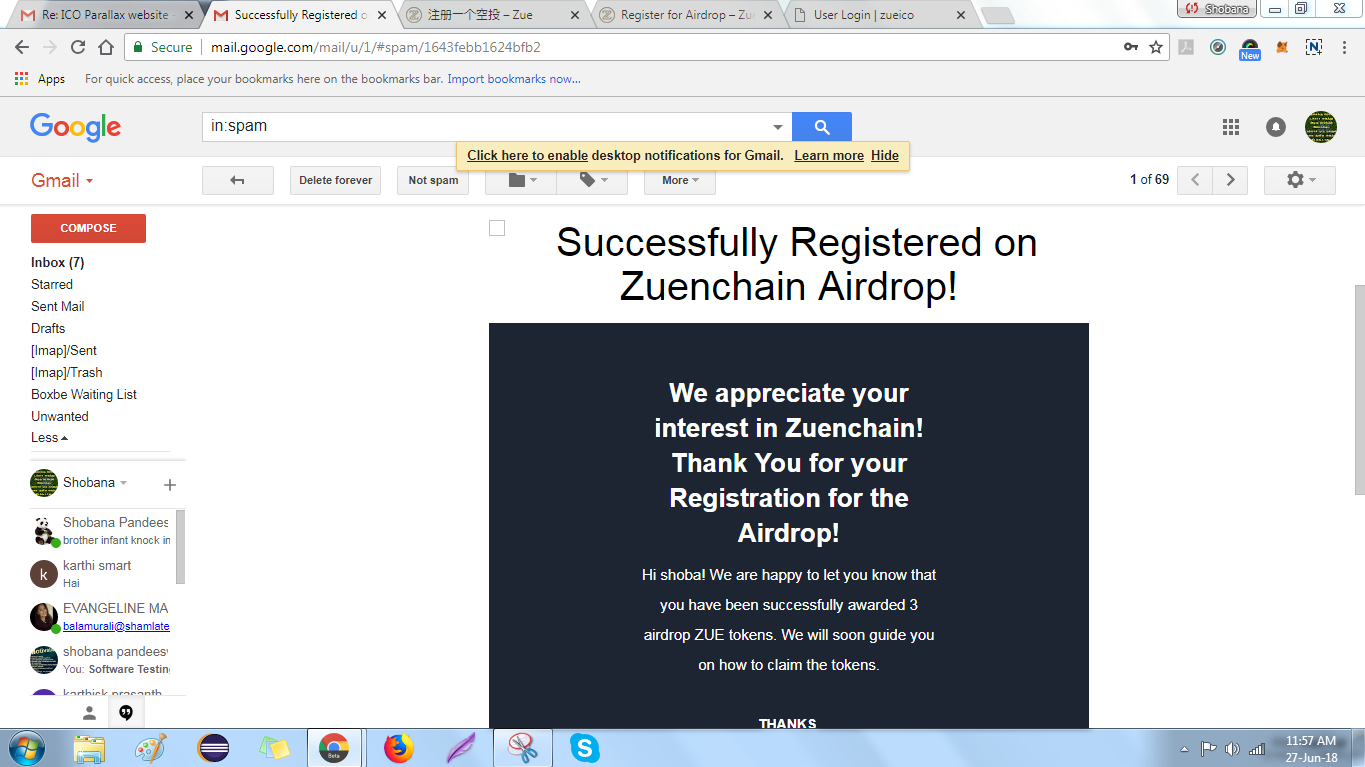 Re: ICO Parallax website -
Successfully Registered o
注册一个空投 – Zue
Register for Airdrop – Zu
User Login | zueico
Shobana
Secure
mail.google.com/mail/u/1/#spam/1643febb1624bfb2
New
Apps
For quick access, place your bookmarks here on the bookmarks bar. Import bookmarks now...
Google
in:spam
Click here to enable desktop notifications for Gmail. Learn more Hide
Gmail
Delete forever
Not spam
More
1 of 69
COMPOSE
Inbox (7)
Starred
Sent Mail
Drafts
[Imap]/Sent
[Imap]/Trash
Boxbe Waiting List
Unwanted
Less
Shobana
Shobana Pandees
brother infant knock in
k
karthi smart
Hai
EVANGELINE MA
balamurali@shamlate
shobana pandeesw
You: Software Testing
karthick prasanth
Successfully Registered on
Zuenchain Airdrop!
We appreciate your
interest in Zuenchain!
Thank You for your
Registration for the
Airdrop!
Hi shoba! We are happy to let you know that
you have been successfully awarded 3
airdrop ZUE tokens. We will soon guide you
on how to claim the tokens.
THANKS
Beta
11:57 AM
27-Jun-18